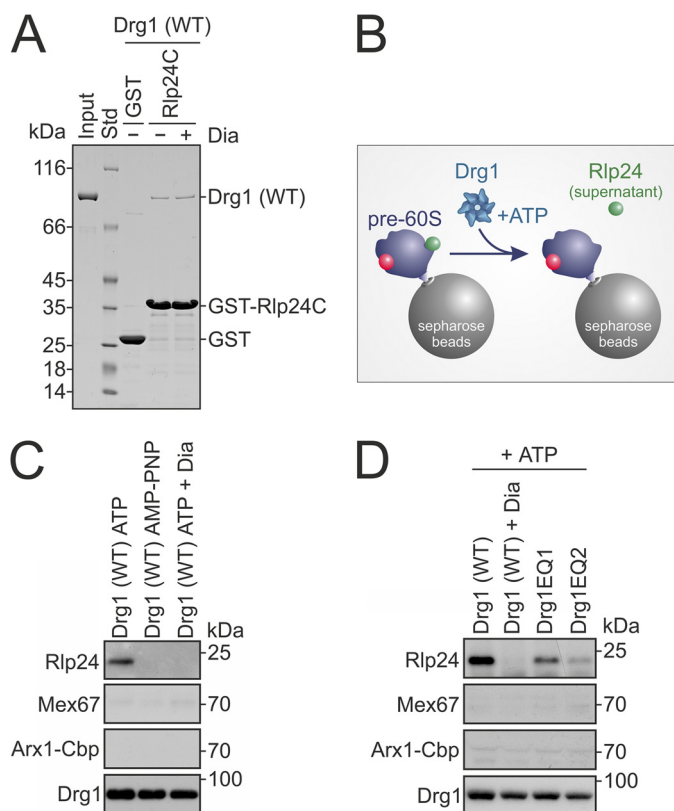 A
Drg1 (WT)
GST
Rlp24C
kDa
Input
Std
–
–
+
Dia
116
66
45
35
25
18
14
Drg1 (WT)
GST-Rlp24C
GST
B
Drg1
+ATP
pre-60S
Rlp24
(supernatant)
sepharose
beads
sepharose
beads
C
Drg1 (WT) ATP
Drg1 (WT) AMP-PNP
Drg1 (WT) ATP + Dia
kDa
Rlp24
25
Mex67
70
Arx1-Cbp
70
100
Drg1
D
+ ATP
Drg1 (WT)
Drg1 (WT) + Dia
Drg1EQ1
Drg1EQ2
kDa
Rlp24
25
Mex67
70
Arx1-Cbp
70
100
Drg1